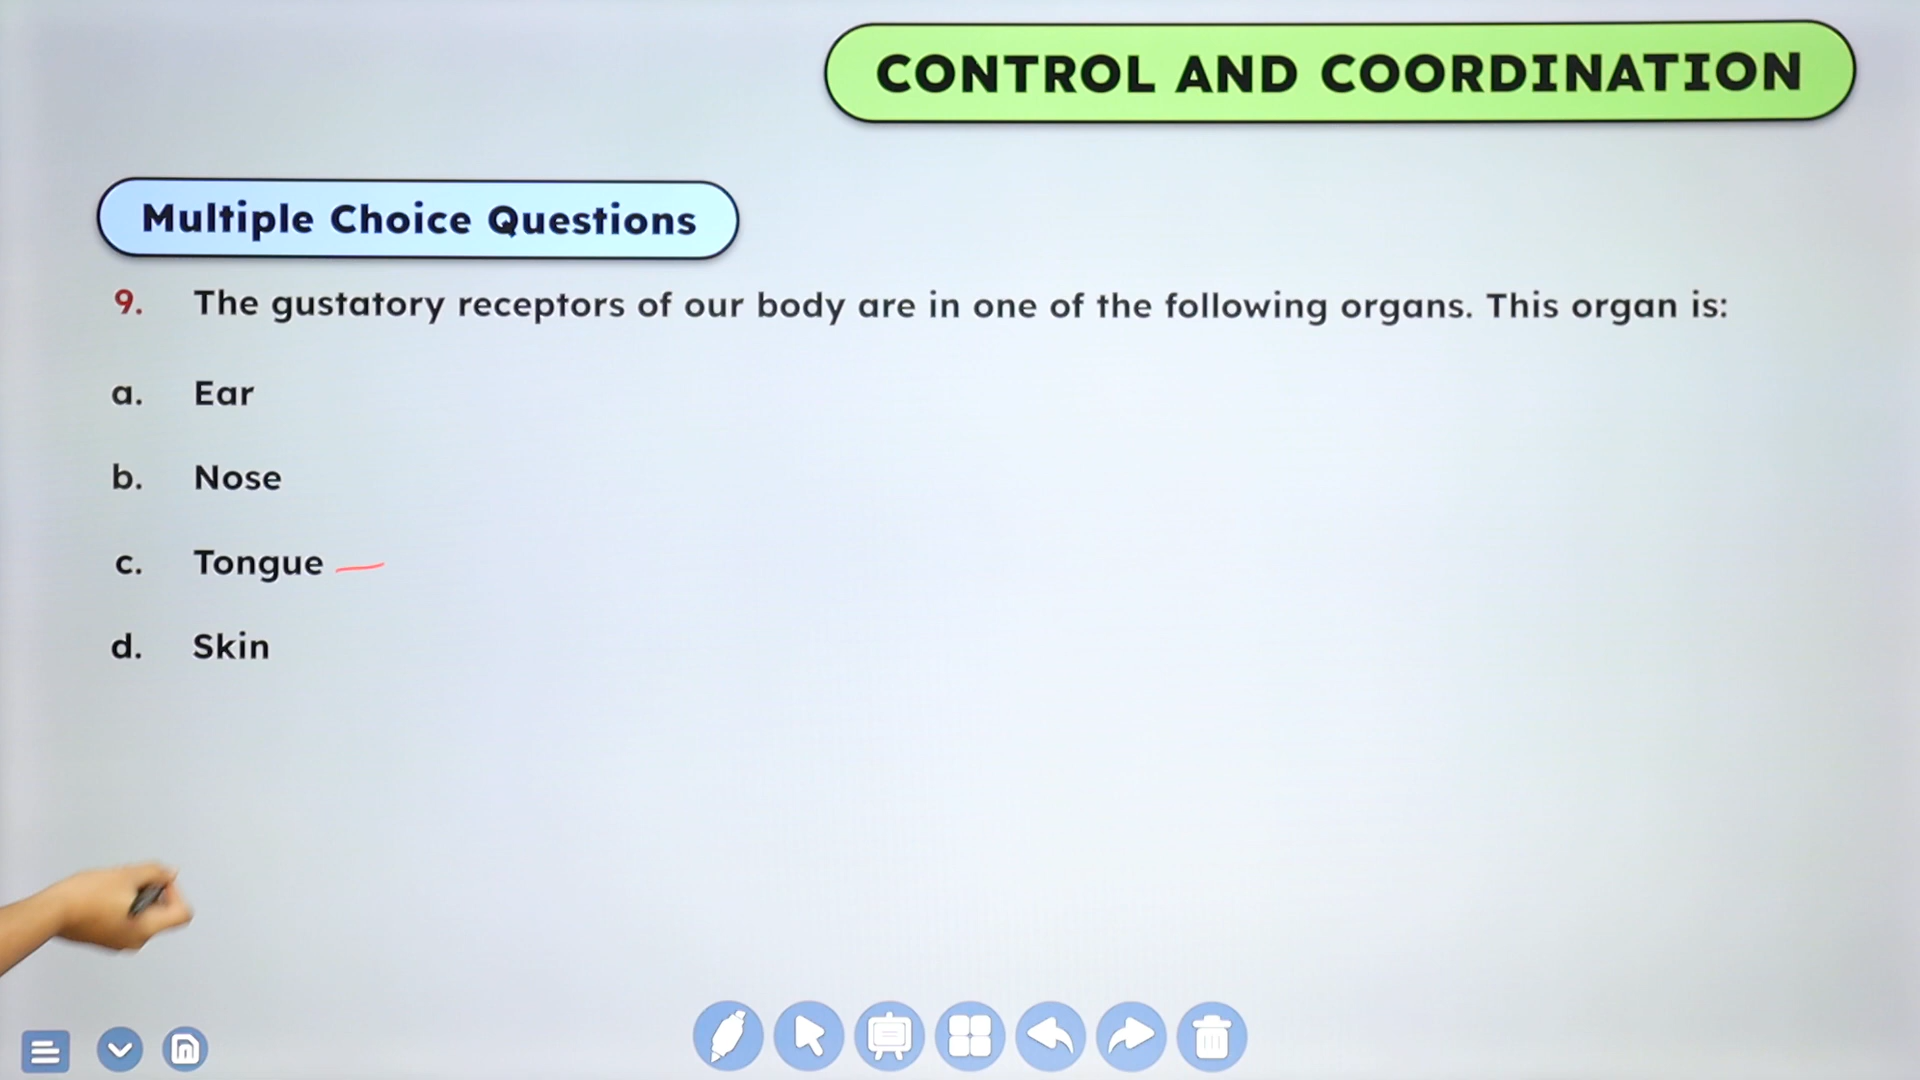 CONTROL AND COORDINATION
Multiple Choice Questions
9. The gustatory receptors of our body are in one of the following organs. This organ is:
a. Ear
b. Nose
c. Tongue
d. Skin